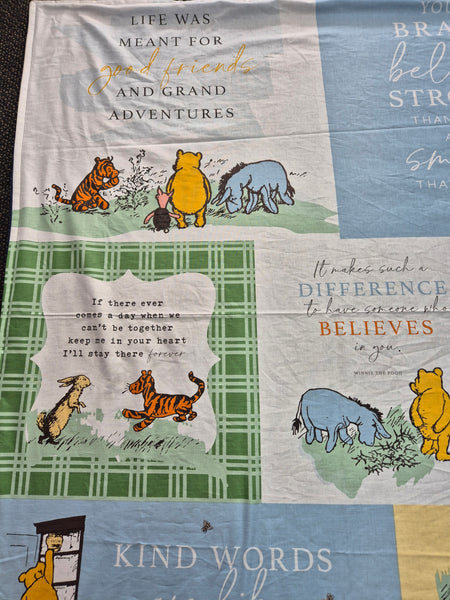 LIFE WAS
MEANT FOR
good friends
AND GRAND
ADVENTURES
YOU
BRA
bel
STRO
THAN
sm
THA
If there ever
comes a day when we
can't be together
keep me in your heart
I'll stay there forever
It makes such a
DIFFERENCE
to have someone who
BELIEVES
in you.
WINNIE THE POOH
KIND WORDS